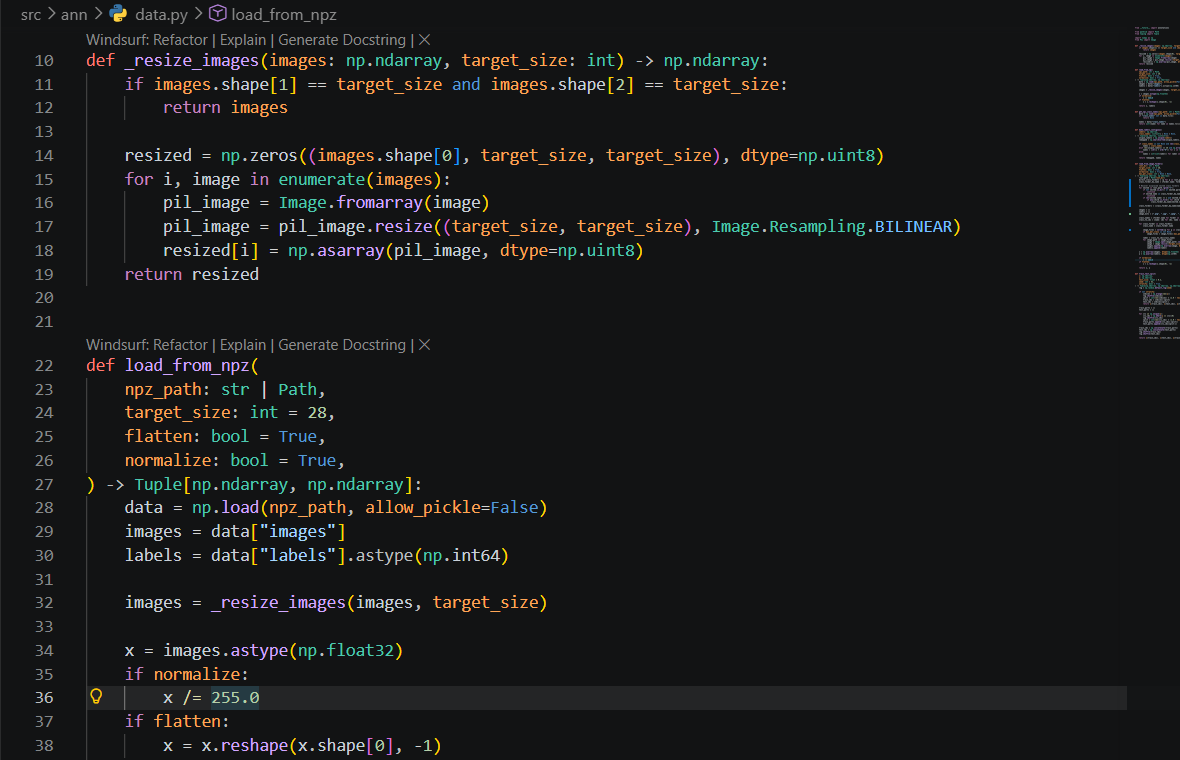 src > ann > data.py > load_from_npz
Windsurf: Refactor | Explain | Generate Docstring | ×
10 def _resize_images(images: np.ndarray, target_size: int) -> np.ndarray:
11     if images.shape[1] == target_size and images.shape[2] == target_size:
12         return images
13
14     resized = np.zeros((images.shape[0], target_size, target_size), dtype=np.uint8)
15     for i, image in enumerate(images):
16         pil_image = Image.fromarray(image)
17         pil_image = pil_image.resize((target_size, target_size), Image.Resampling.BILINEAR)
18         resized[i] = np.asarray(pil_image, dtype=np.uint8)
19     return resized
20
21
Windsurf: Refactor | Explain | Generate Docstring | ×
22 def load_from_npz(
23     npz_path: str | Path,
24     target_size: int = 28,
25     flatten: bool = True,
26     normalize: bool = True,
27 ) -> Tuple[np.ndarray, np.ndarray]:
28     data = np.load(npz_path, allow_pickle=False)
29     images = data["images"]
30     labels = data["labels"].astype(np.int64)
31
32     images = _resize_images(images, target_size)
33
34     x = images.astype(np.float32)
35     if normalize:
36         x /= 255.0
37     if flatten:
38         x = x.reshape(x.shape[0], -1)